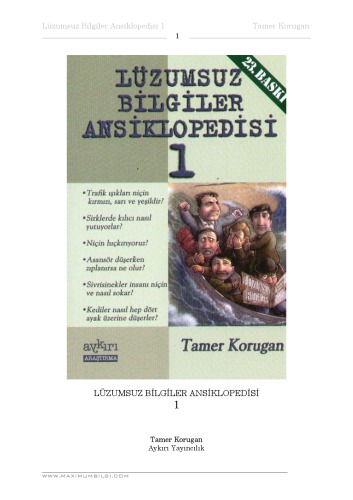 Lüzumsuz Bilgiler Ansiklopedisi 1 Tamer Korugan
1
23. BASKI
LÜZUMSUZ
BİLGİLER
ANSİKLOPEDİSİ
1
• Trafik ışıkları niçin
kırmızı, sarı ve yeşildir?
• Sirklerde kılıcı nasıl
yutuyorlar?
• Niçin hıçkırıyoruz?
• Asansör düşerken
zıplanırsa ne olur?
• Sivrisinekler insanı niçin
ve nasıl sokar?
• Kediler nasıl hep dört
ayak üzerine düşerler?
aykırı
ARAŞTIRMA
Tamer Korugan
LÜZUMSUZ BİLGİLER ANSİKLOPEDİSİ
1
Tamer Korugan
Aykırı Yayıncılık
WWW.MAXIMUMBILGI.COM